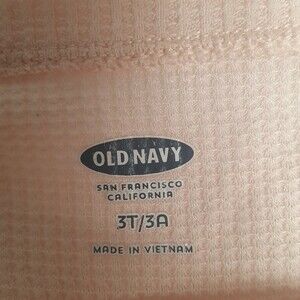 OLD NAVY
SAN FRANCISCO
CALIFORNIA
3T/3A
MADE IN VIETNAM